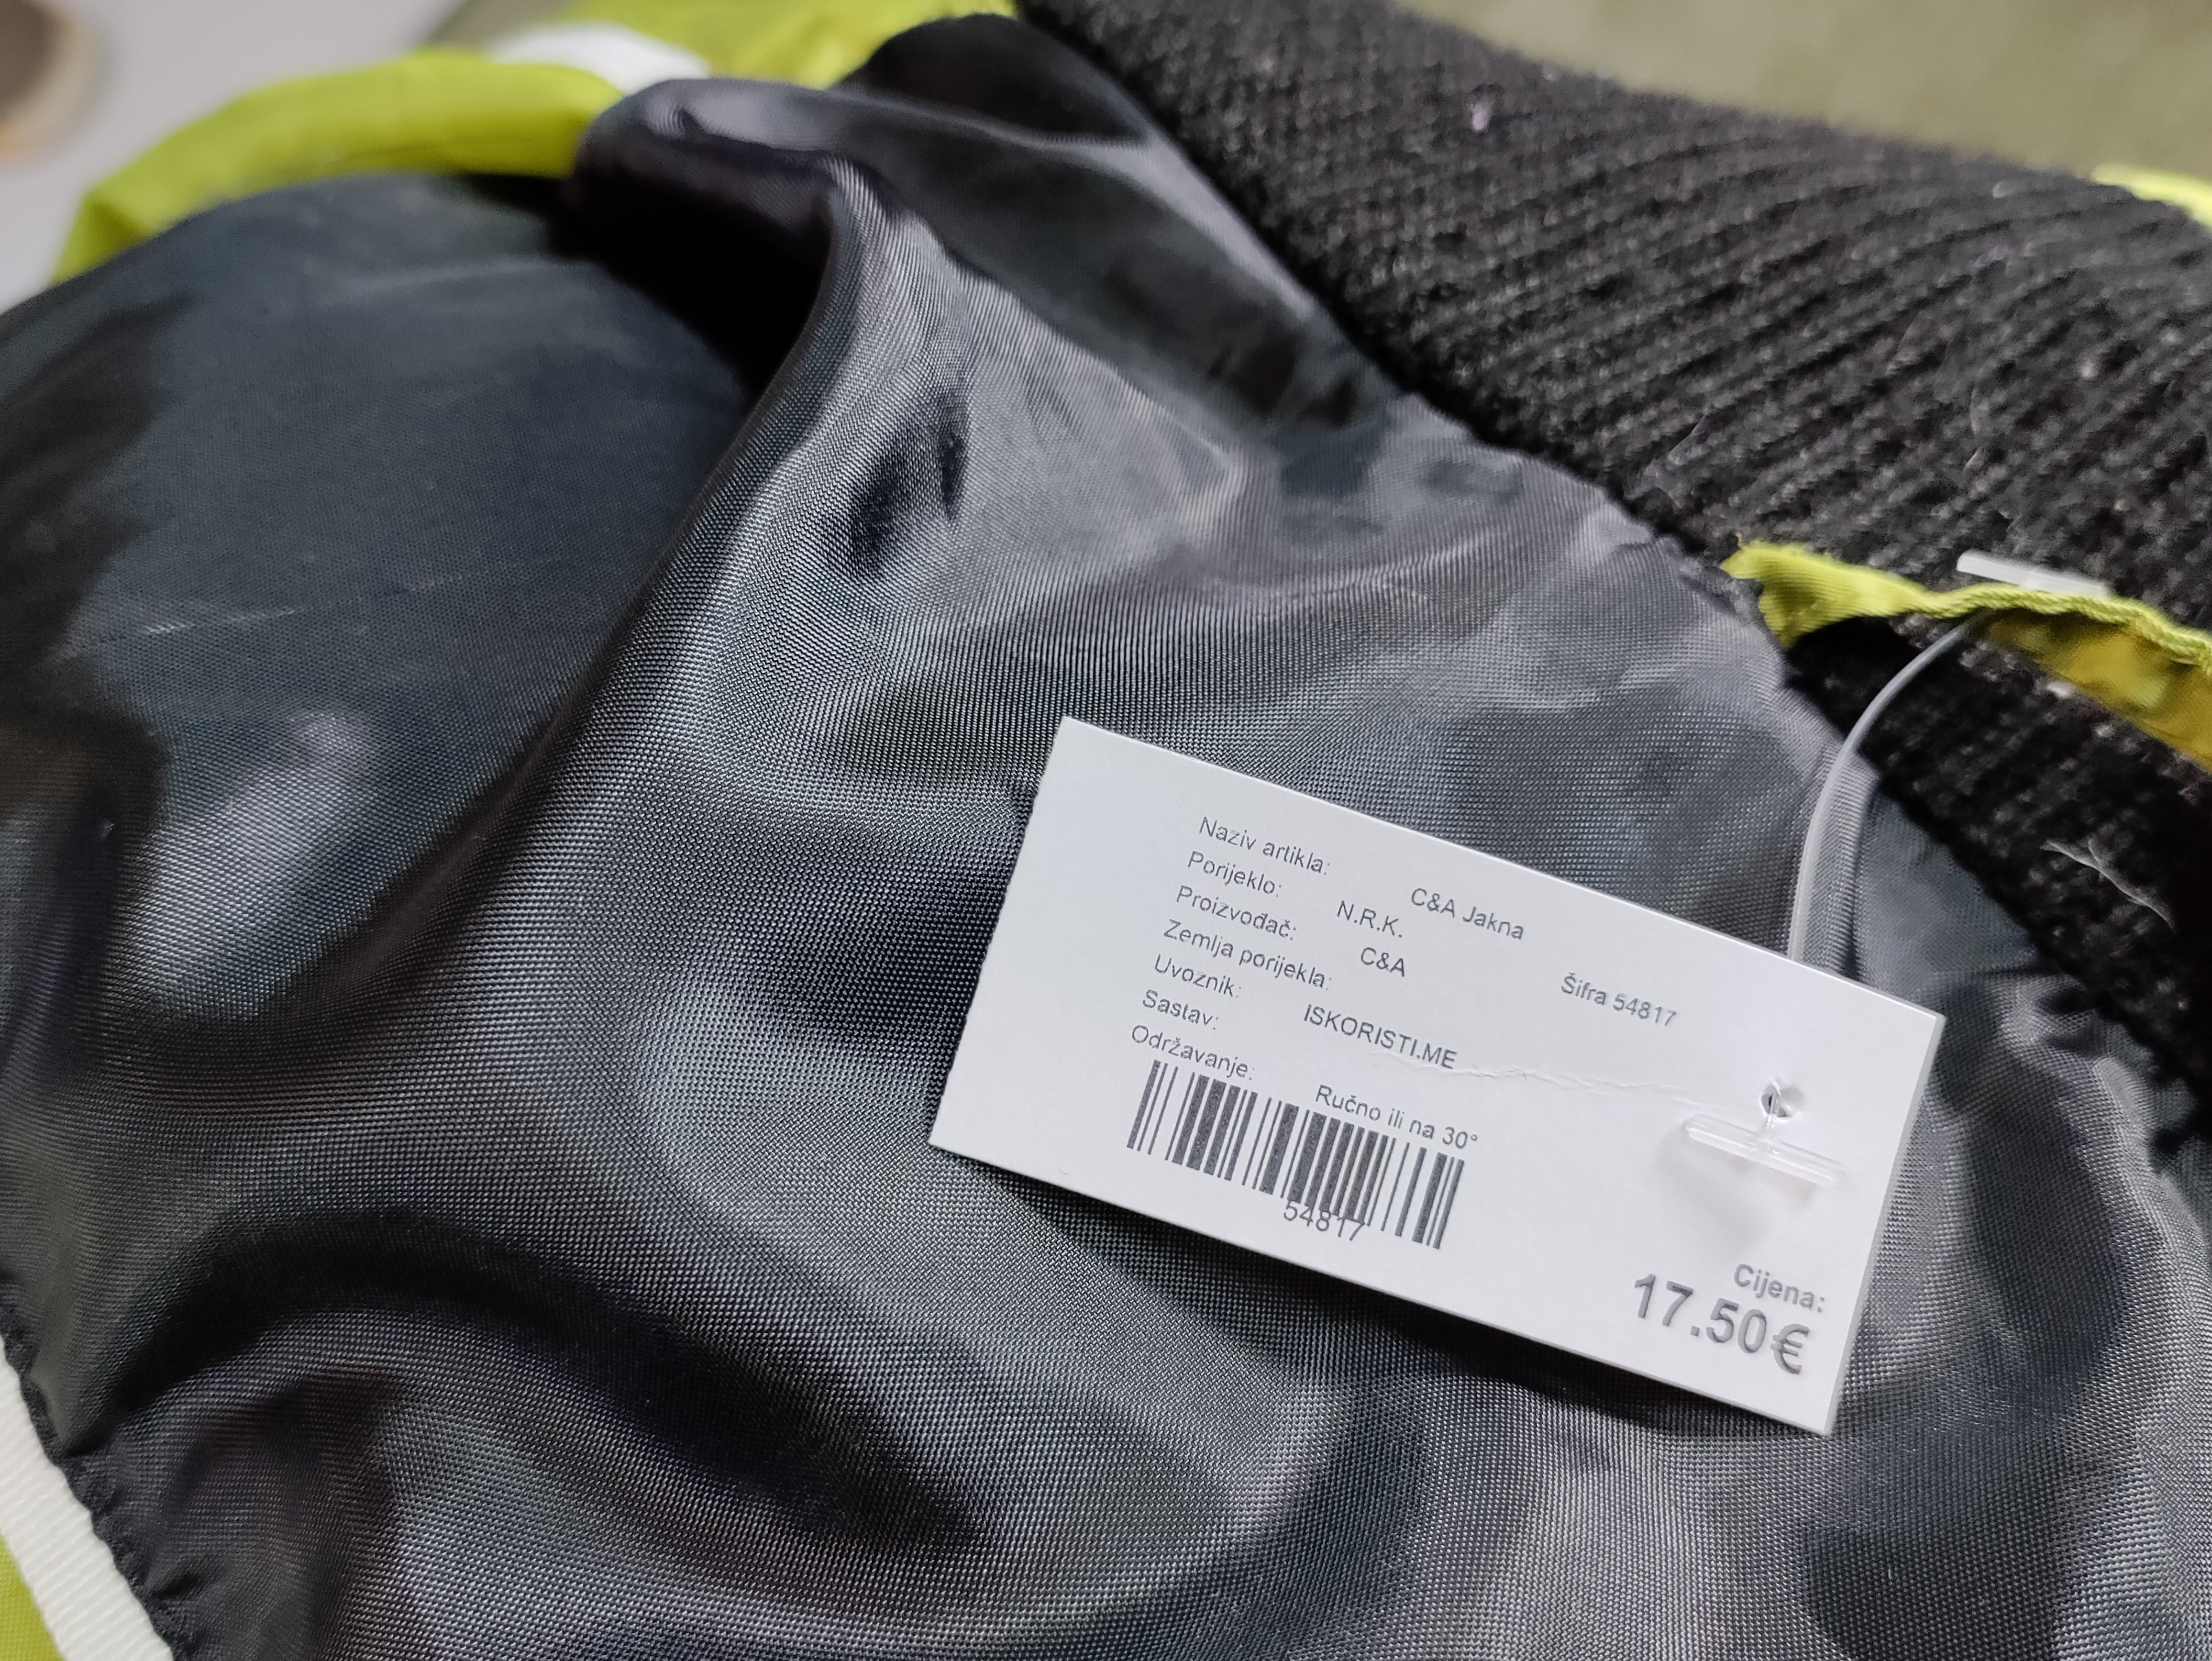 Naziv artikla: C&A Jakna
Porijeklo: N.R.K.
Proizvođač: C&A
Šifra 54817
Zemlja porijekla:
Uvoznik: ISKORISTI.ME
Sastav:
Održavanje: Ručno ili na 30°
54817
Cijena:
17.50€